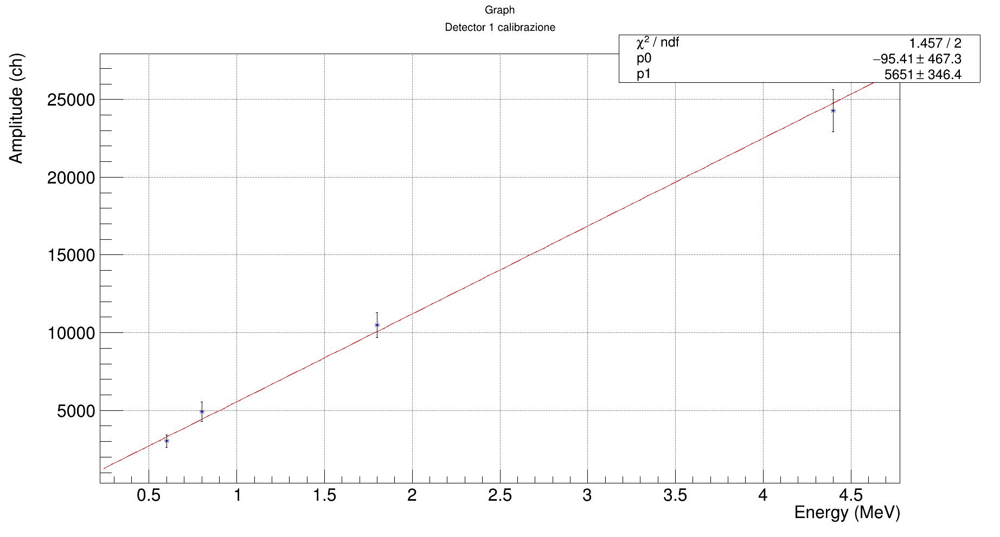 Graph
Detector 1 calibrazione
χ² / ndf 1.457 / 2
p0 −95.41 ± 467.3
p1 5651 ± 346.4
Amplitude (ch)
25000
20000
15000
10000
5000
0.5 1 1.5 2 2.5 3 3.5 4 4.5
Energy (MeV)